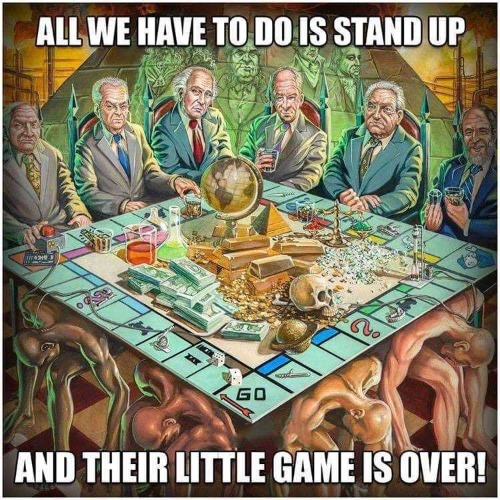 ALL WE HAVE TO DO IS STAND UP
GO
AND THEIR LITTLE GAME IS OVER!